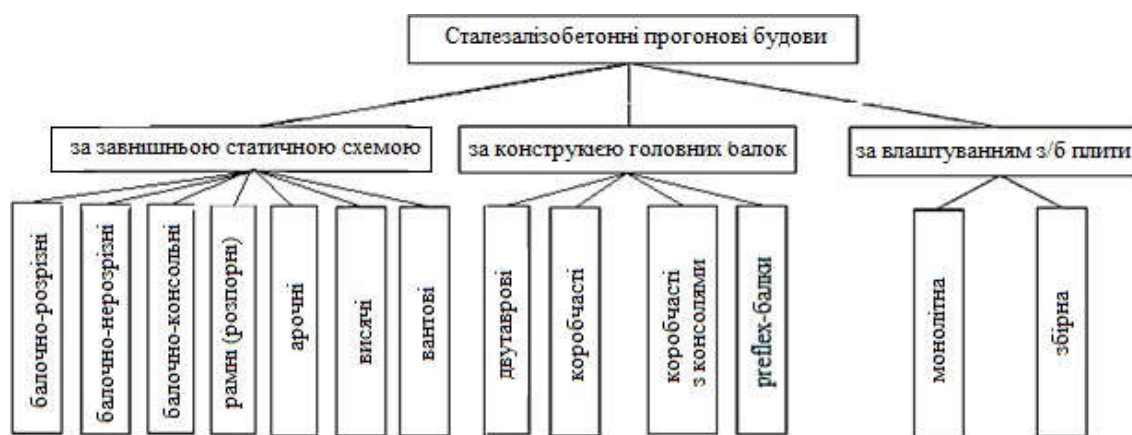 Сталезалізобетонні прогонові будови
за завнішньою статичною схемою
за конструкією головних балок
за влаштуванням з/б плити
балочно-розрізні
балочно-нерозрізні
балочно-консольні
рамні (розпорні)
арочні
висячі
вантові
двутаврові
коробчасті
коробчасті
з консолями
preflex-балки
монолітна
збірна